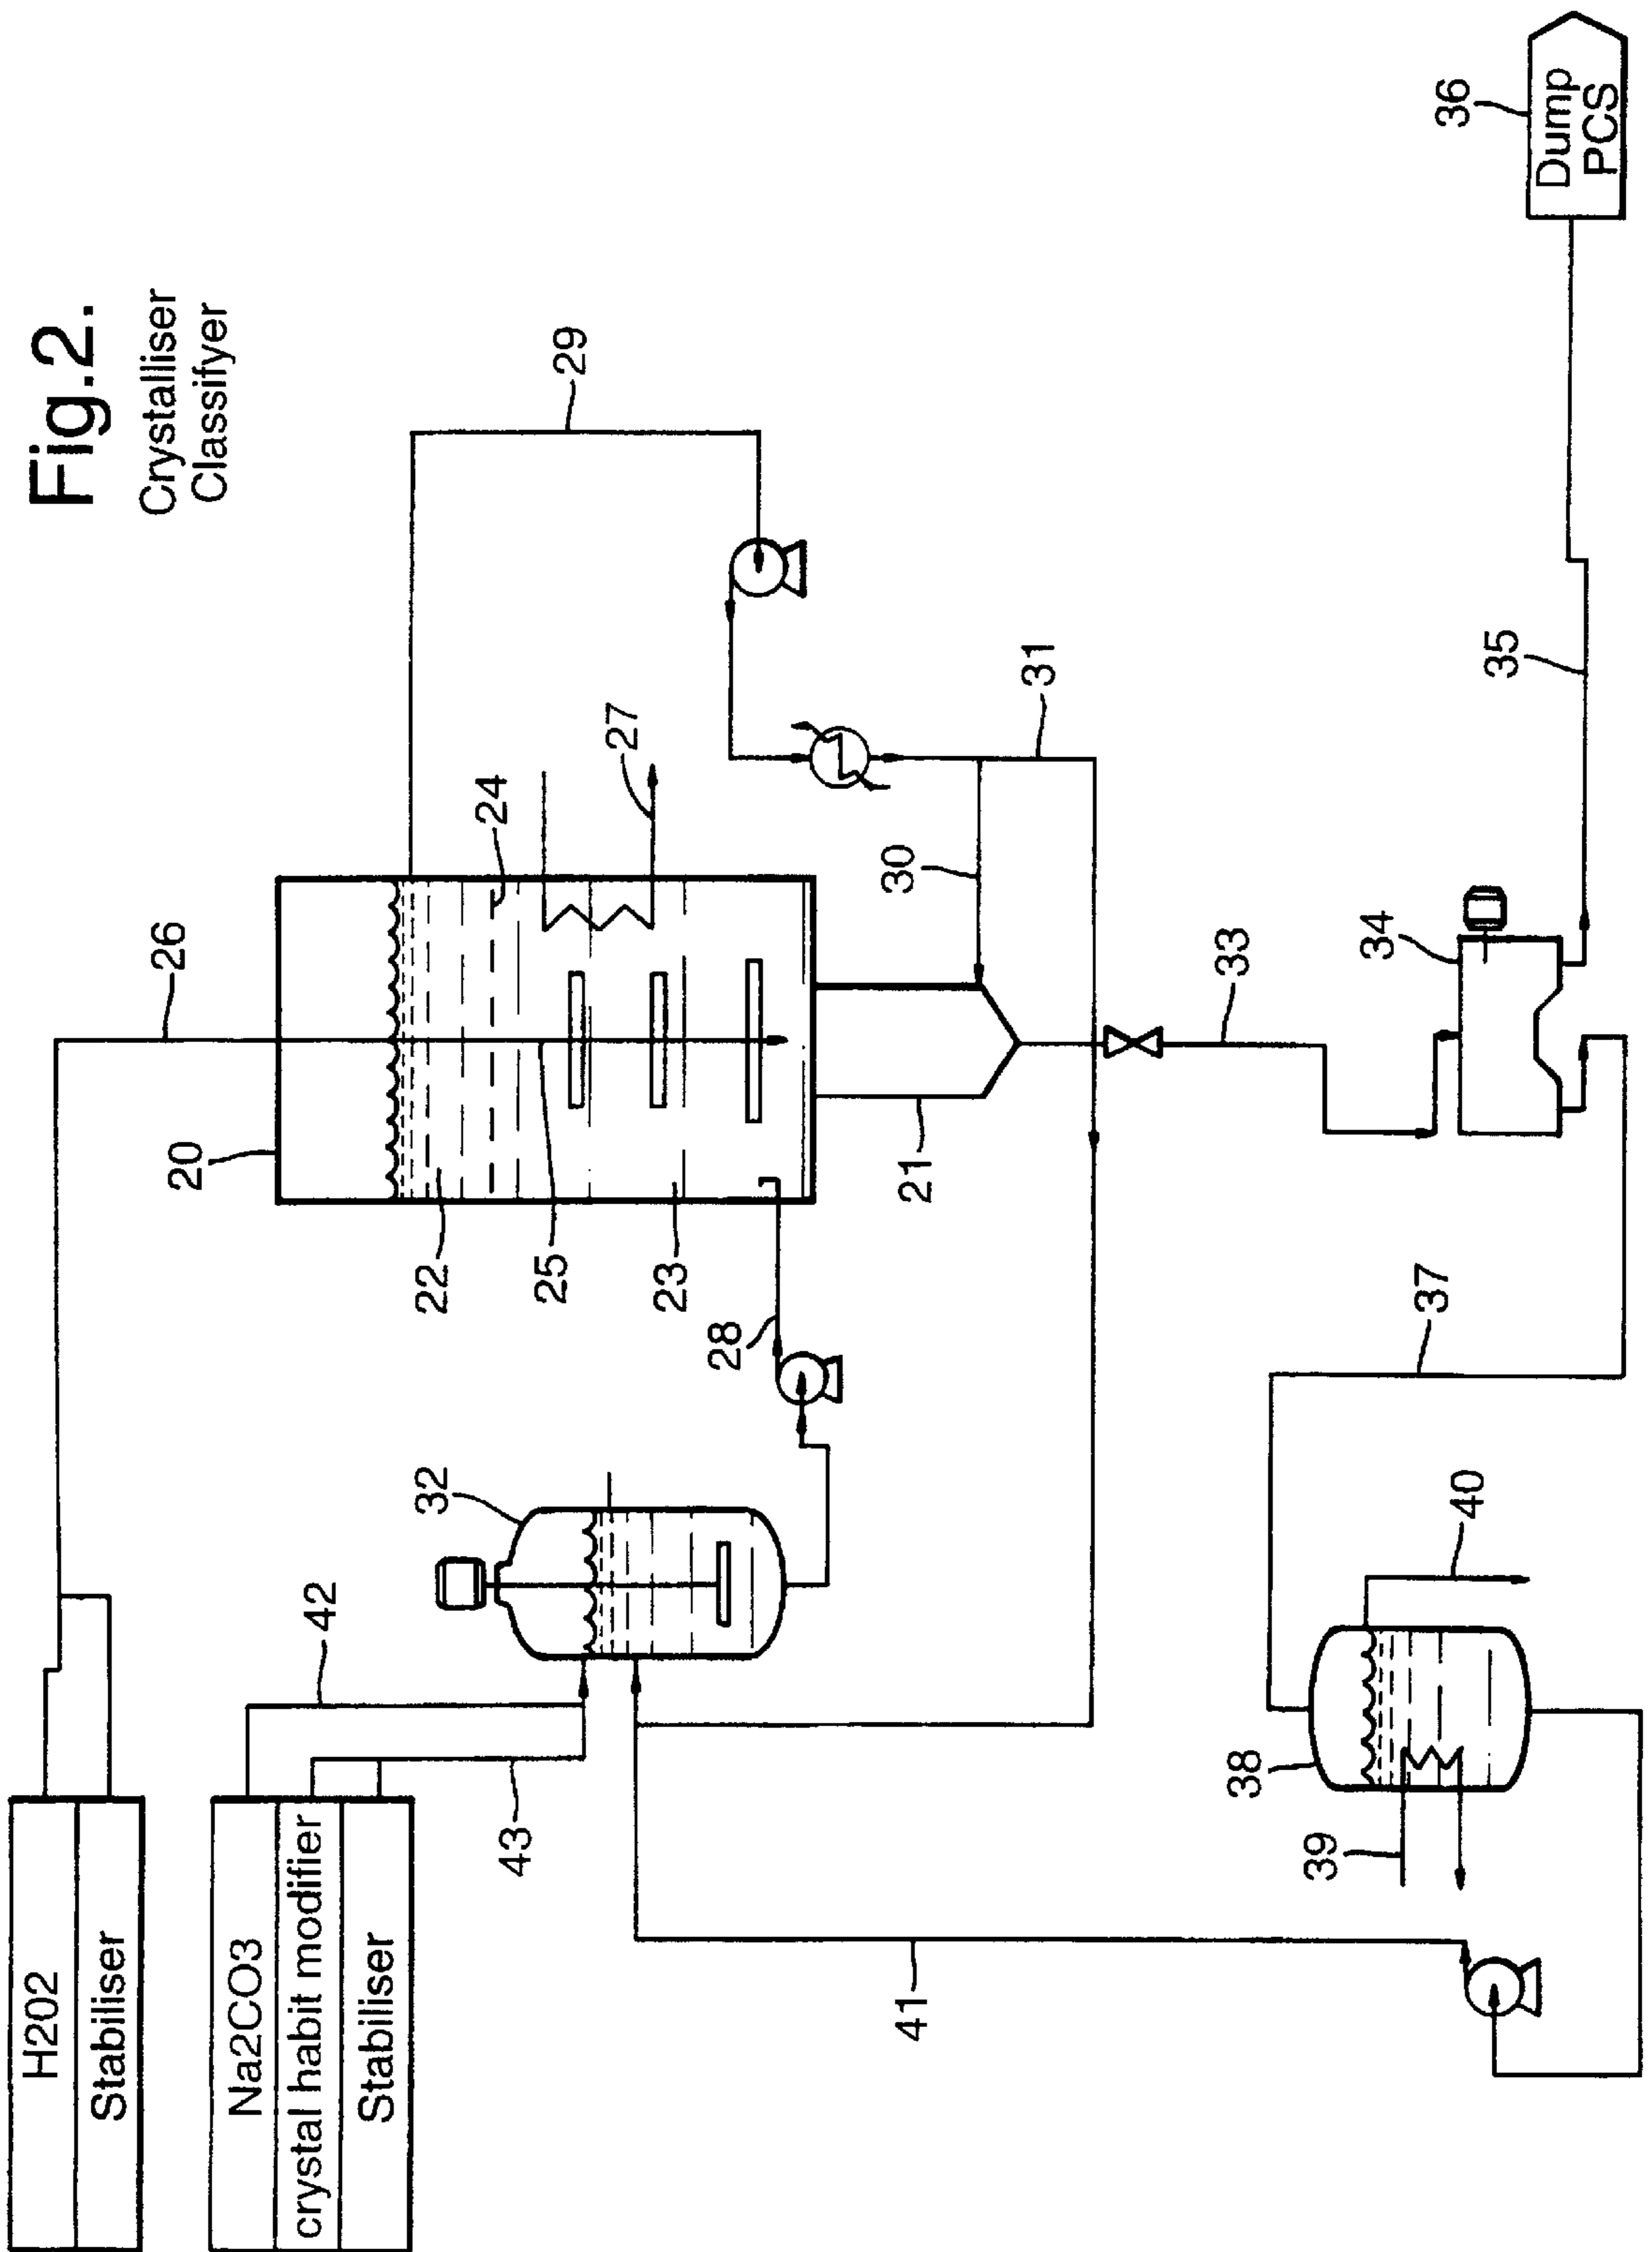 Fig.2.
Crystalliser
Classifyer
H202
Stabiliser
Na2CO3
crystal habit modifier
Stabiliser
26
20
22
25
23
24
27
29
28
32
42
43
21
30
31
33
34
35
36
Dump
PCS
37
38
39
40
41